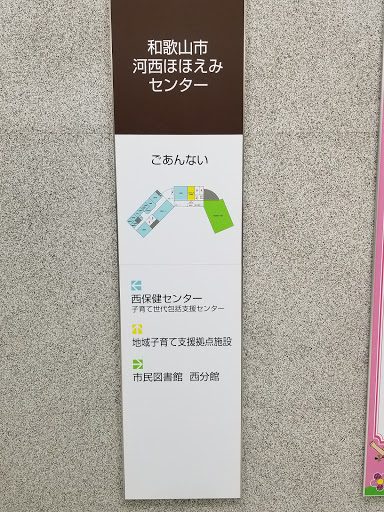 和歌山市
河西ほほえみ
センター
ごあんない
西保健センター
子育て世代包括支援センター
地域子育て支援拠点施設
市民図書館 西分館